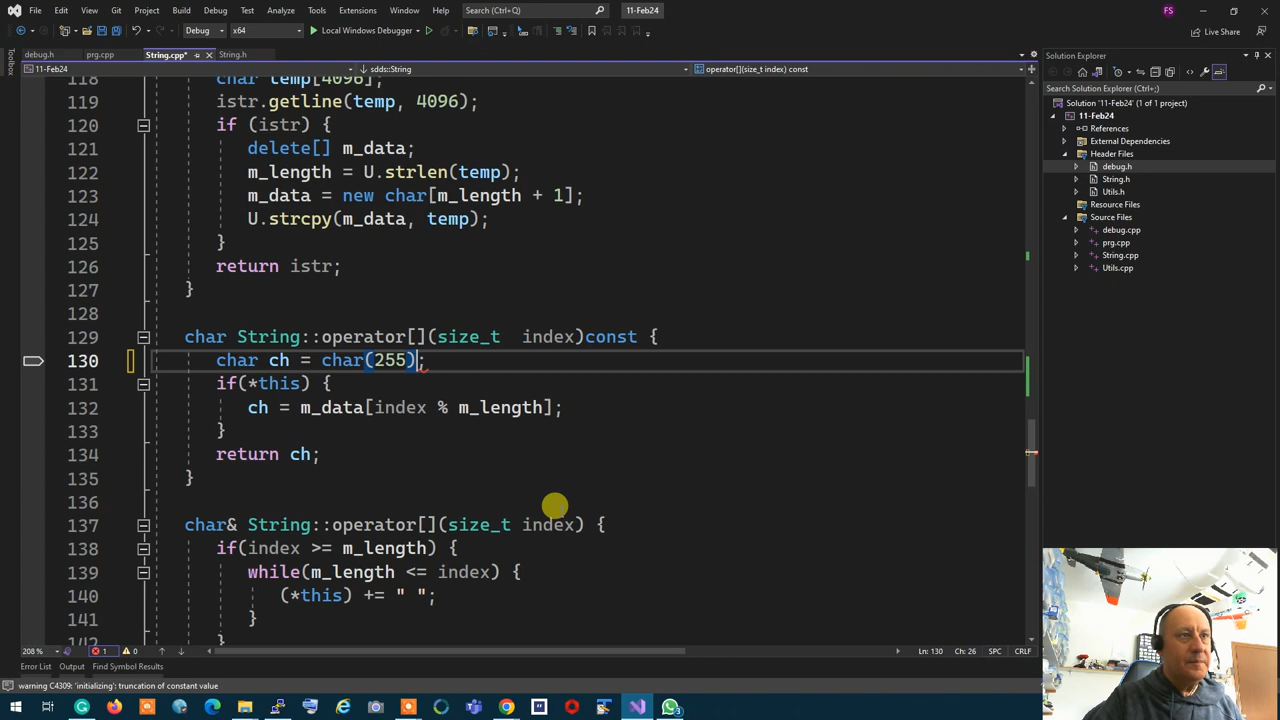 File Edit View Git Project Build Debug Test Analyze Tools Extensions Window Help Search (Ctrl+Q) 11-Feb24 FS
Debug x64 Local Windows Debugger Live Share
debug.h prg.cpp String.cpp* String.h
Solution Explorer
11-Feb24 sdds::String operator[](size_t index) const
Search Solution Explorer (Ctrl+;)
Solution '11-Feb24' (1 of 1 project)
11-Feb24
References
External Dependencies
Header Files
debug.h
String.h
Utils.h
Resource Files
Source Files
debug.cpp
prg.cpp
String.cpp
Utils.cpp
Toolbox
118 char temp[4096];
119 istr.getline(temp, 4096);
120 if (istr) {
121 delete[] m_data;
122 m_length = U.strlen(temp);
123 m_data = new char[m_length + 1];
124 U.strcpy(m_data, temp);
125 }
126 return istr;
127 }
128
129 char String::operator[](size_t  index)const {
130 char ch = char(255);
131 if(*this) {
132 ch = m_data[index % m_length];
133 }
134 return ch;
135 }
136
137 char& String::operator[](size_t index) {
138 if(index >= m_length) {
139 while(m_length <= index) {
140 (*this) += " ";
141 }
142 }
208 % 1 0 Ln: 130 Ch: 26 SPC CRLF
Error List Output Find Symbol Results
warning C4309: 'initializing': truncation of constant value
3